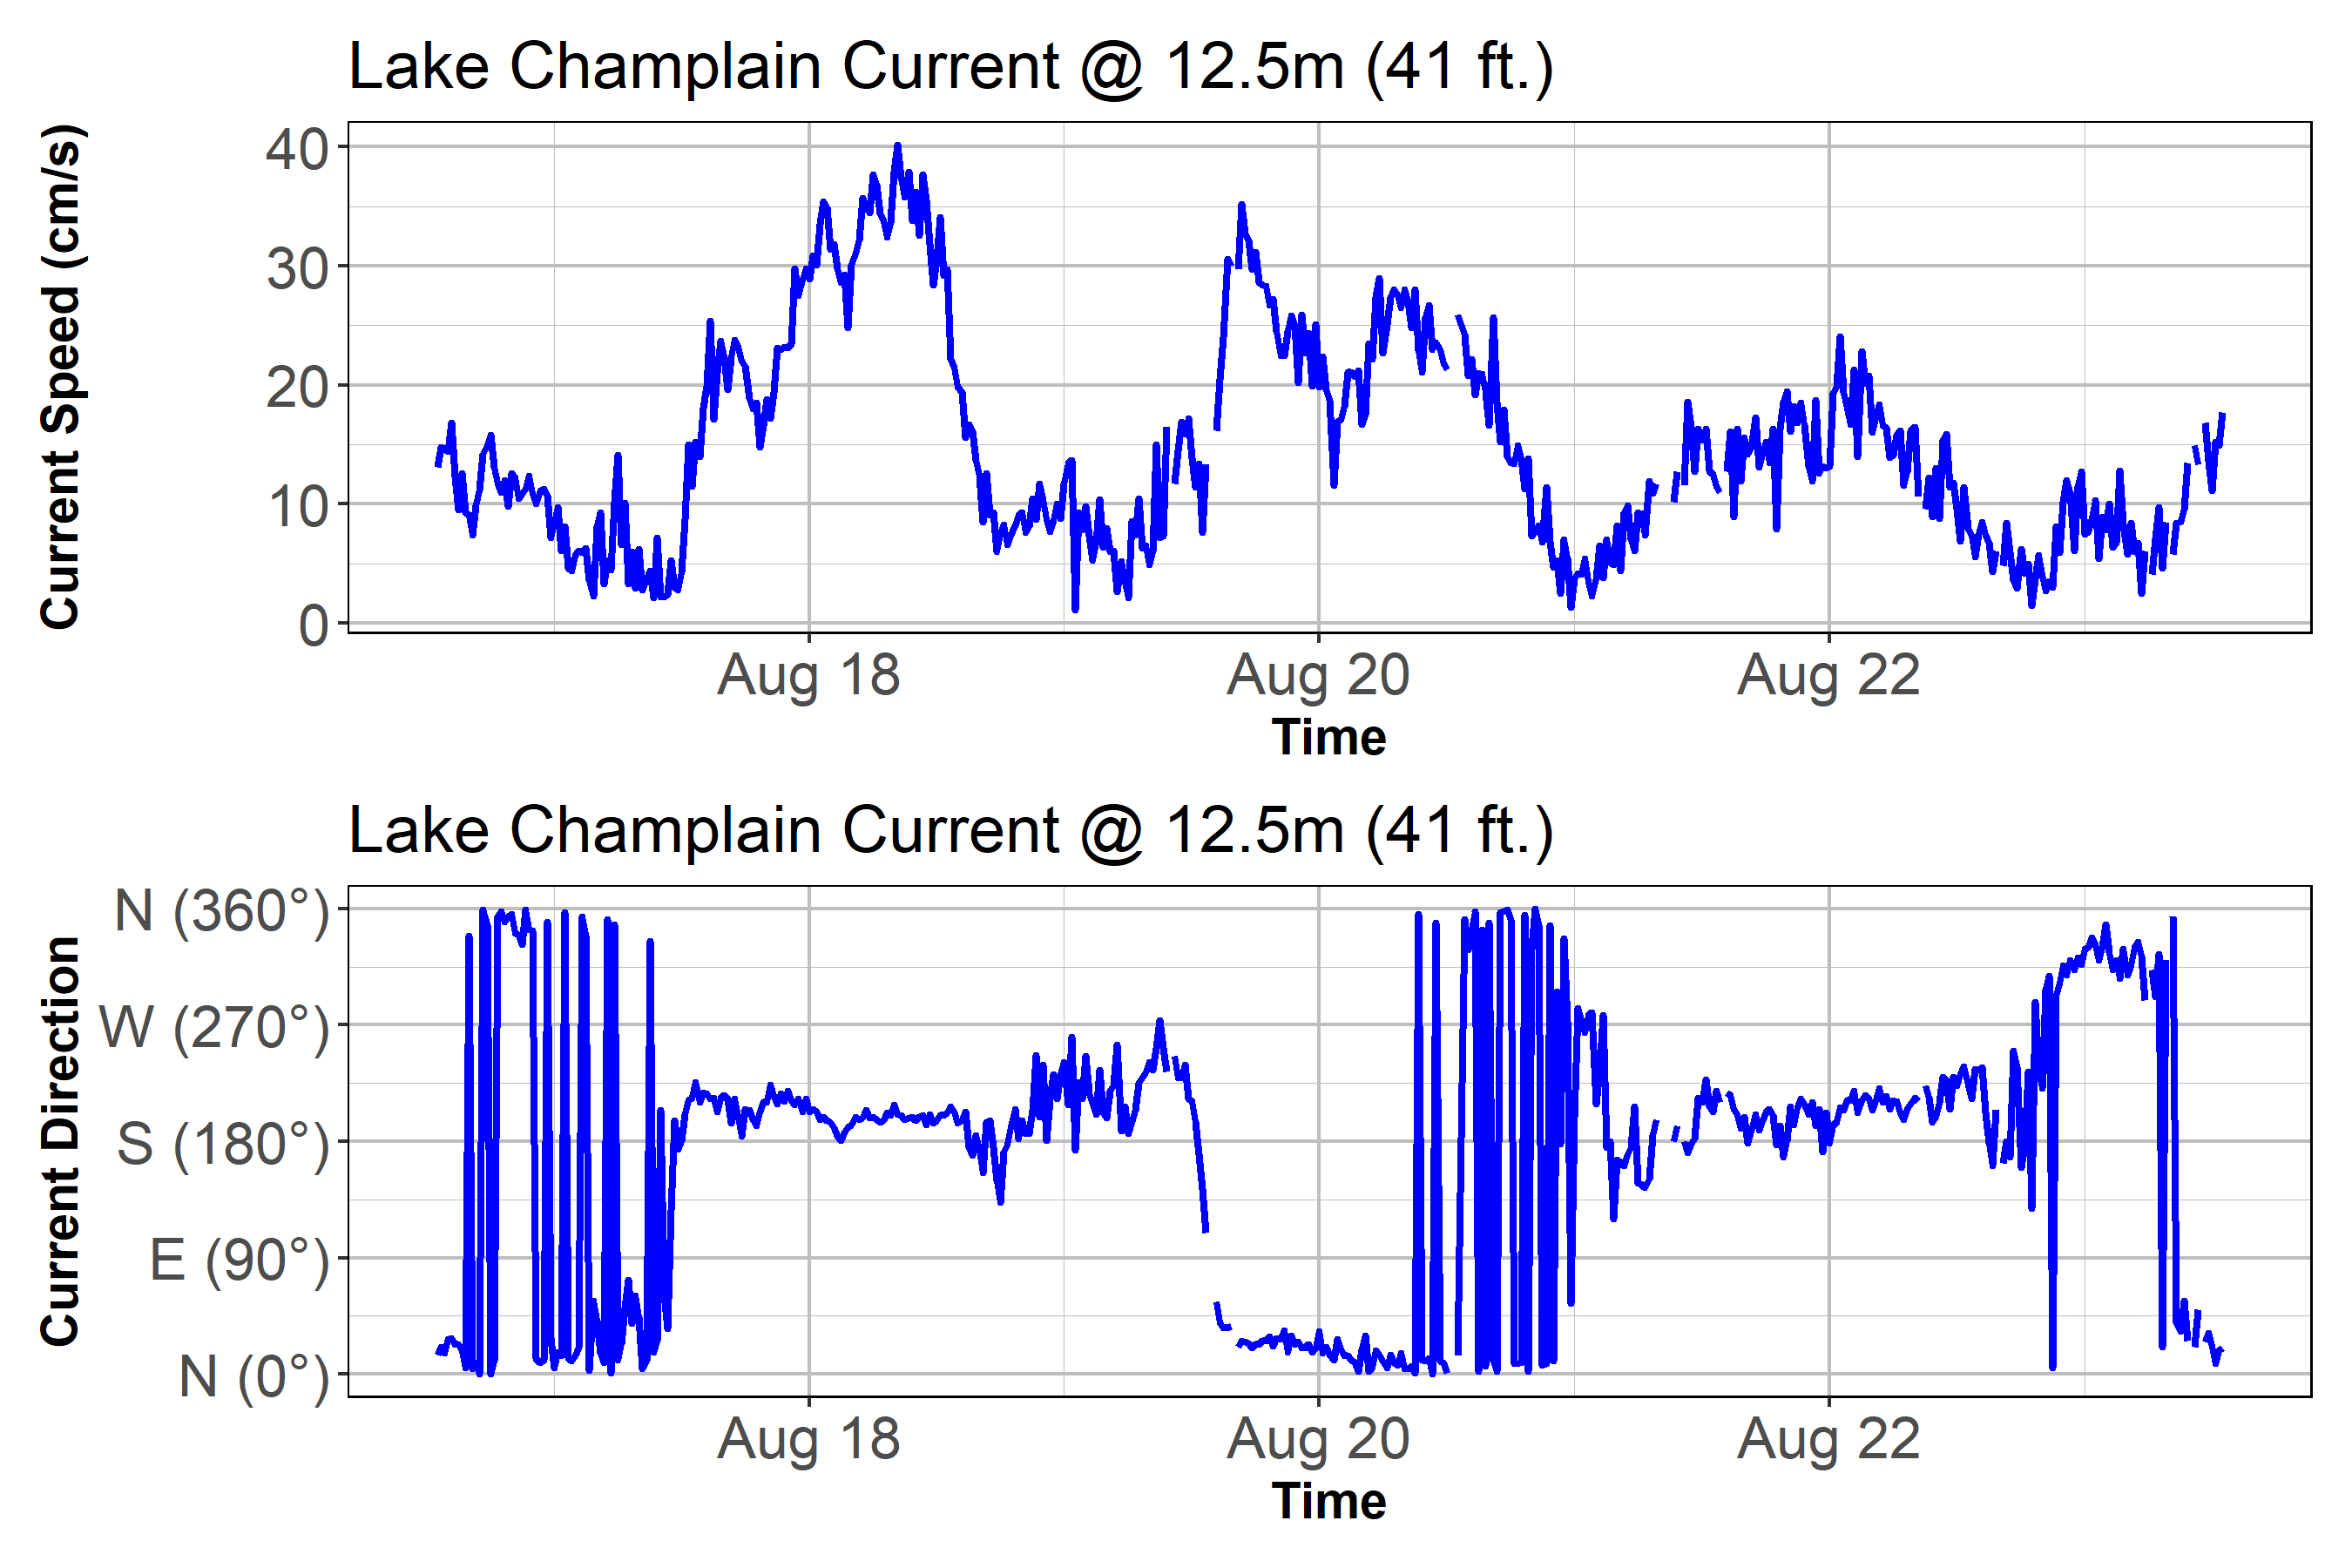 Lake Champlain Current @ 12.5m (41 ft.)
Current Speed (cm/s)
40
30
20
10
0
Aug 18 Aug 20 Aug 22
Time
Lake Champlain Current @ 12.5m (41 ft.)
Current Direction
N (360°)
W (270°)
S (180°)
E (90°)
N (0°)
Aug 18 Aug 20 Aug 22
Time